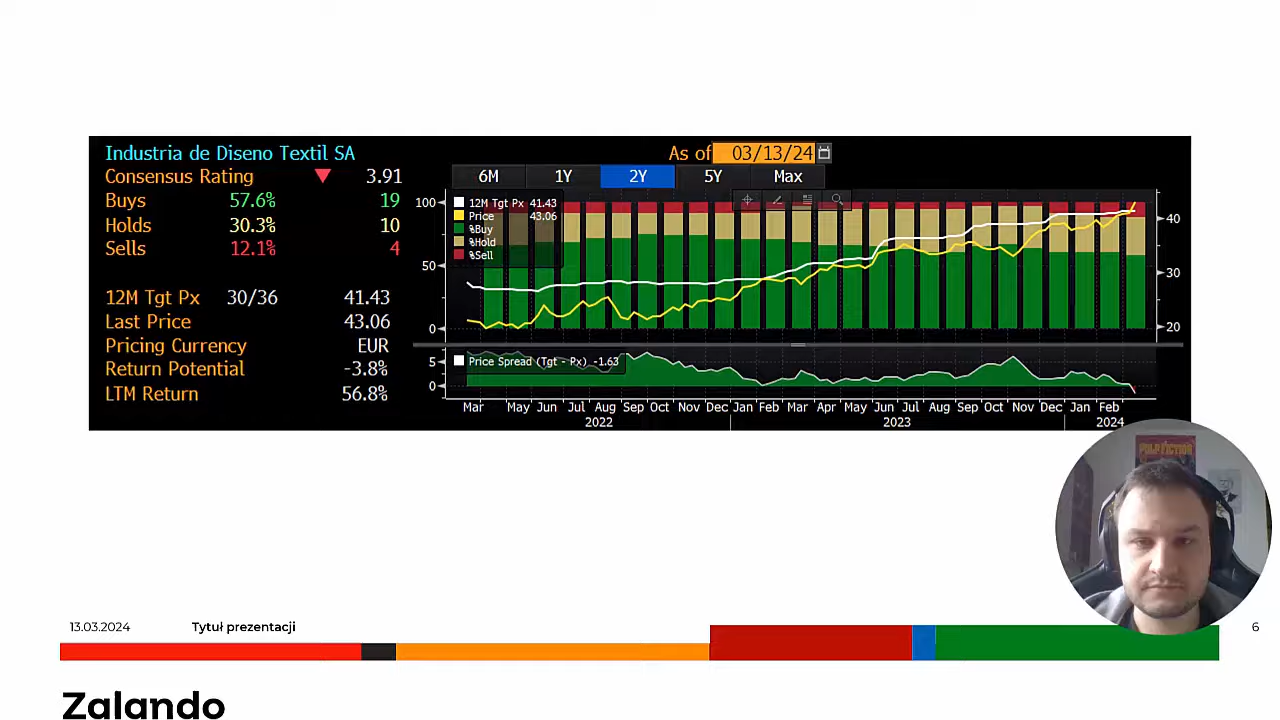 Industria de Diseno Textil SA
As of 03/13/24
Consensus Rating 3.91
Buys 57.6% 19
Holds 30.3% 10
Sells 12.1% 4
12M Tgt Px 30/36 41.43
Last Price 43.06
Pricing Currency EUR
Return Potential -3.8%
LTM Return 56.8%
6M 1Y 2Y 5Y Max
12M Tgt Px 41.43
Price 43.06
%Buy
%Hold
%Sell
100
50
0
40
30
20
Price Spread (Tgt - Px) -1.63
5
0
Mar May Jun Jul Aug Sep Oct Nov Dec Jan Feb Mar Apr May Jun Jul Aug Sep Oct Nov Dec Jan Feb
2022 2023 2024
PULP FICTION
13.03.2024 Tytuł prezentacji 6
Zalando